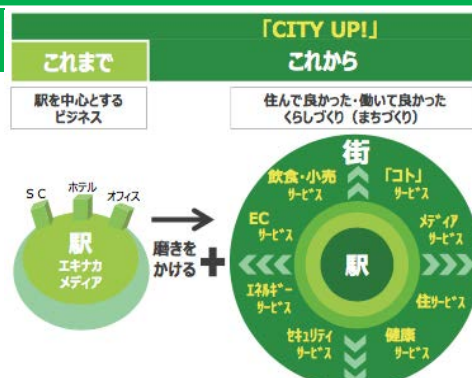 「CITY UP!」
これまで
これから
駅を中心とする
ビジネス
住んで良かった・働いて良かった
くらしづくり（まちづくり）
SC
ホテル
オフィス
駅
エキナカ
メディア
磨きを
かける
街
飲食・小売
ｻｰﾋﾞｽ
「コト」
ｻｰﾋﾞｽ
EC
ｻｰﾋﾞｽ
ﾒﾃﾞｨｱ
ｻｰﾋﾞｽ
駅
ｴﾈﾙｷﾞｰ
ｻｰﾋﾞｽ
住ｻｰﾋﾞｽ
ｾｷｭﾘﾃｨ
ｻｰﾋﾞｽ
健康
ｻｰﾋﾞｽ